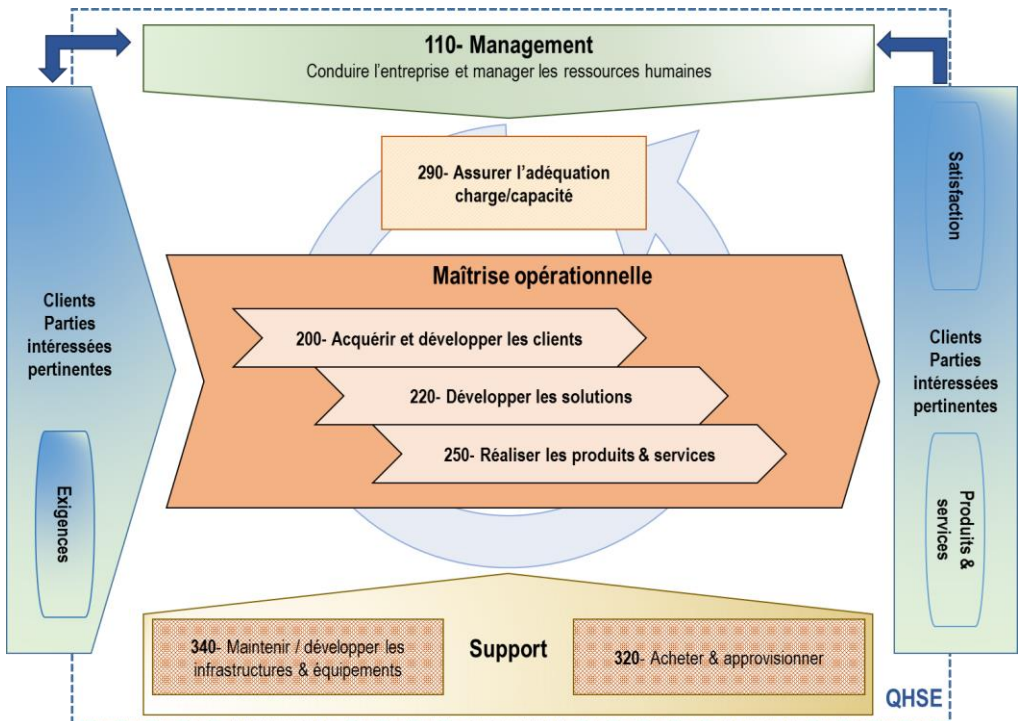 110- Management
Conduire l'entreprise et manager les ressources humaines
290- Assurer l'adéquation
charge/capacité
Clients
Parties
intéressées
pertinentes
Exigences
Maîtrise opérationnelle
200- Acquérir et développer les clients
220- Développer les solutions
250- Réaliser les produits & services
Satisfaction
Clients
Parties
intéressées
pertinentes
Produits &
services
340- Maintenir / développer les
infrastructures & équipements
Support
320- Acheter & approvisionner
QHSE